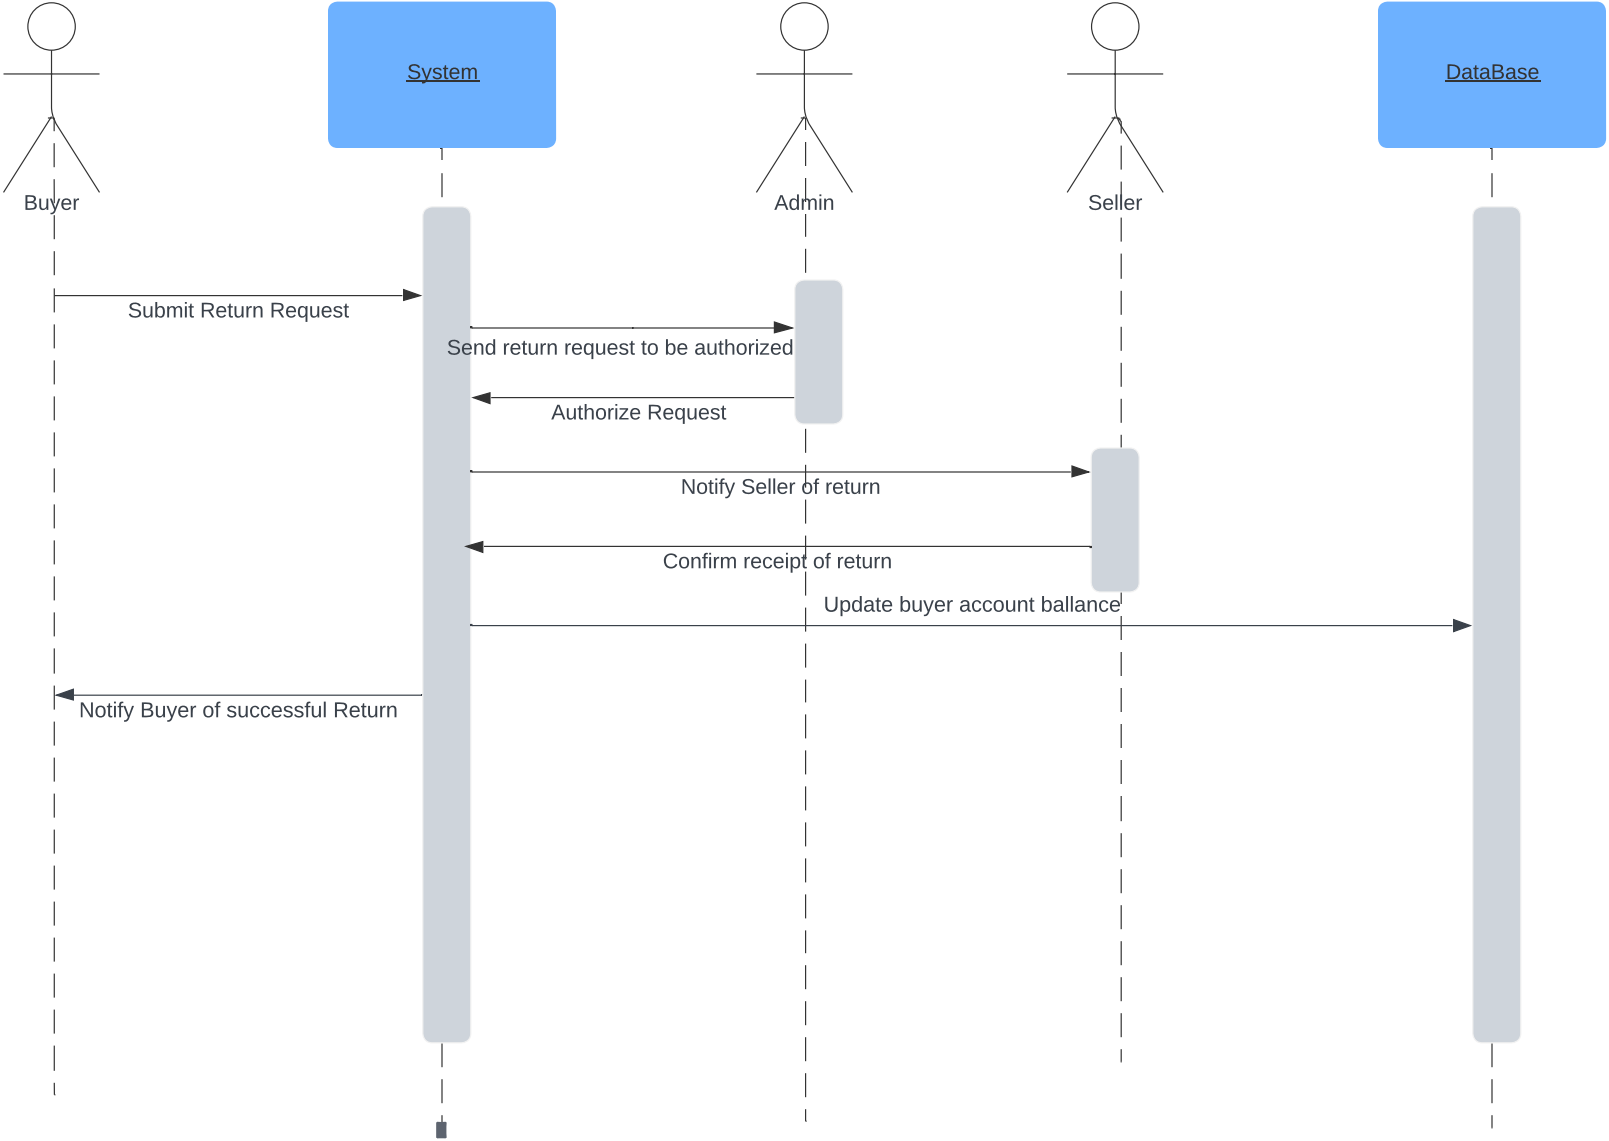 System
DataBase
Buyer
Admin
Seller
Submit Return Request
Send return request to be authorized
Authorize Request
Notify Seller of return
Confirm receipt of return
Update buyer account ballance
Notify Buyer of successful Return